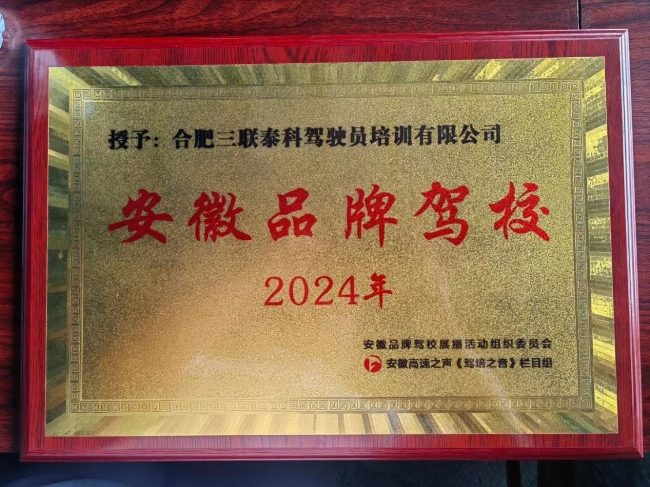 授予：合肥三联泰科驾驶员培训有限公司
安徽品牌驾校
2024年
安徽品牌驾校展播活动组织委员会
安徽高速之声《驾培之音》栏目组